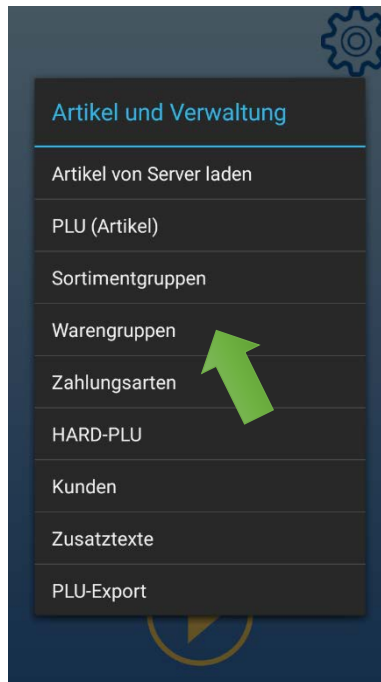 Artikel und Verwaltung
Artikel von Server laden
PLU (Artikel)
Sortimentgruppen
Warengruppen
Zahlungsarten
HARD-PLU
Kunden
Zusatztexte
PLU-Export